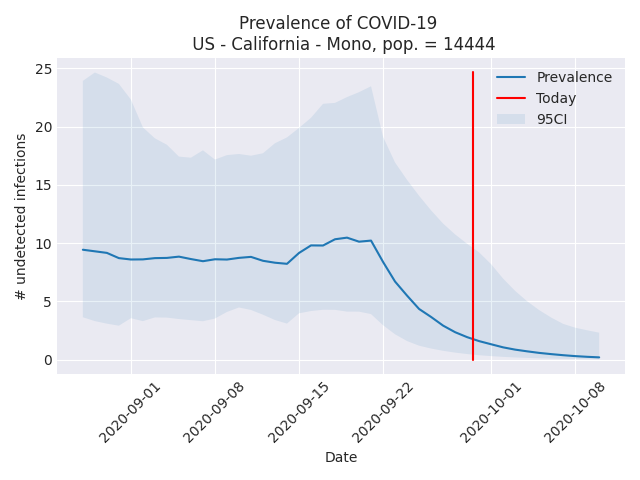 Prevalence of COVID-19
US - California - Mono, pop. = 14444
25
20
15
10
5
0
# undetected infections
Prevalence
Today
95CI
2020-09-01
2020-09-08
2020-09-15
2020-09-22
2020-10-01
2020-10-08
Date